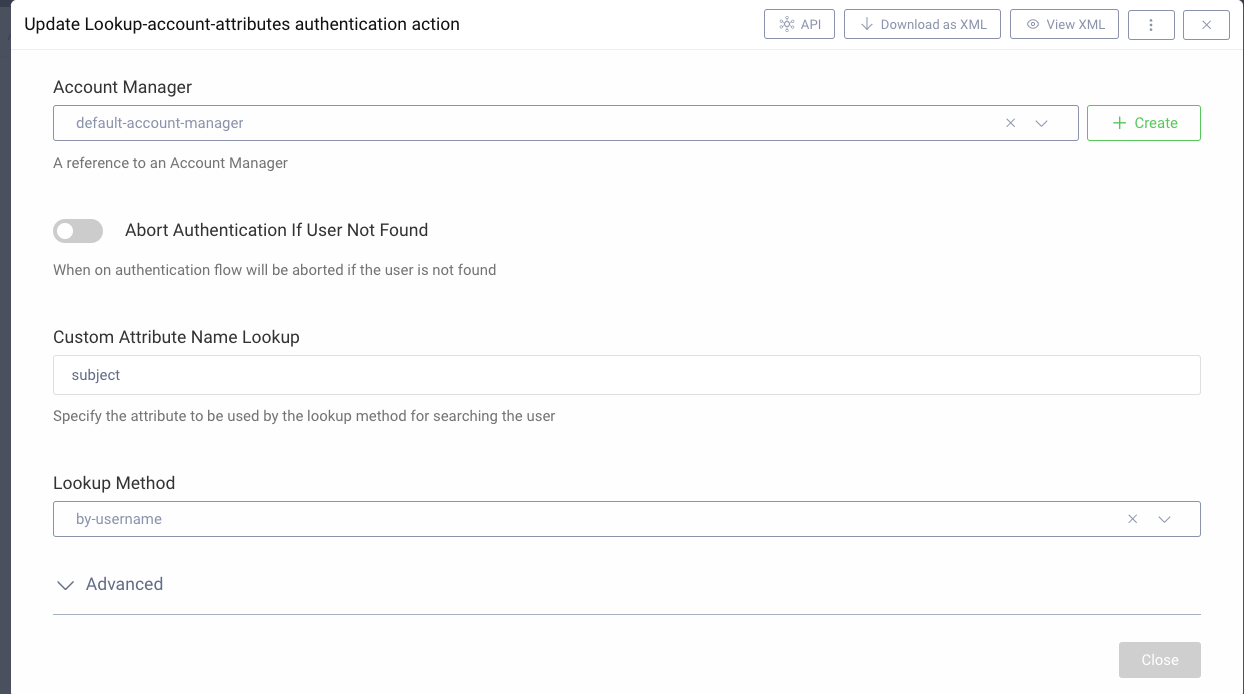 Update Lookup-account-attributes authentication action
API
Download as XML
View XML
Account Manager
default-account-manager
Create
A reference to an Account Manager
Abort Authentication If User Not Found
When on authentication flow will be aborted if the user is not found
Custom Attribute Name Lookup
subject
Specify the attribute to be used by the lookup method for searching the user
Lookup Method
by-username
Advanced
Close